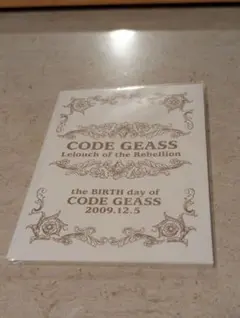 CODE GEASS
Lelouch of the Rebellion
the BIRTH day of
CODE GEASS
2009.12.5